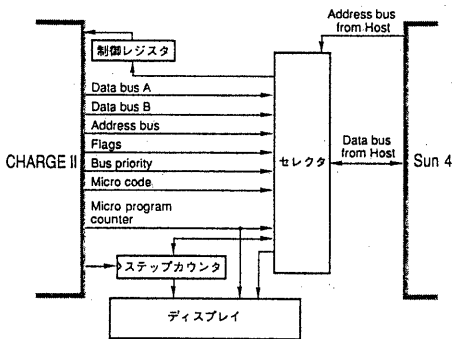 Address bus
from Host
制御レジスタ
Data bus A
Data bus B
Address bus
Flags
Bus priority
Micro code
Micro program
counter
CHARGE II
セレクタ
Data bus
from Host
Sun 4
ステップカウンタ
ディスプレイ